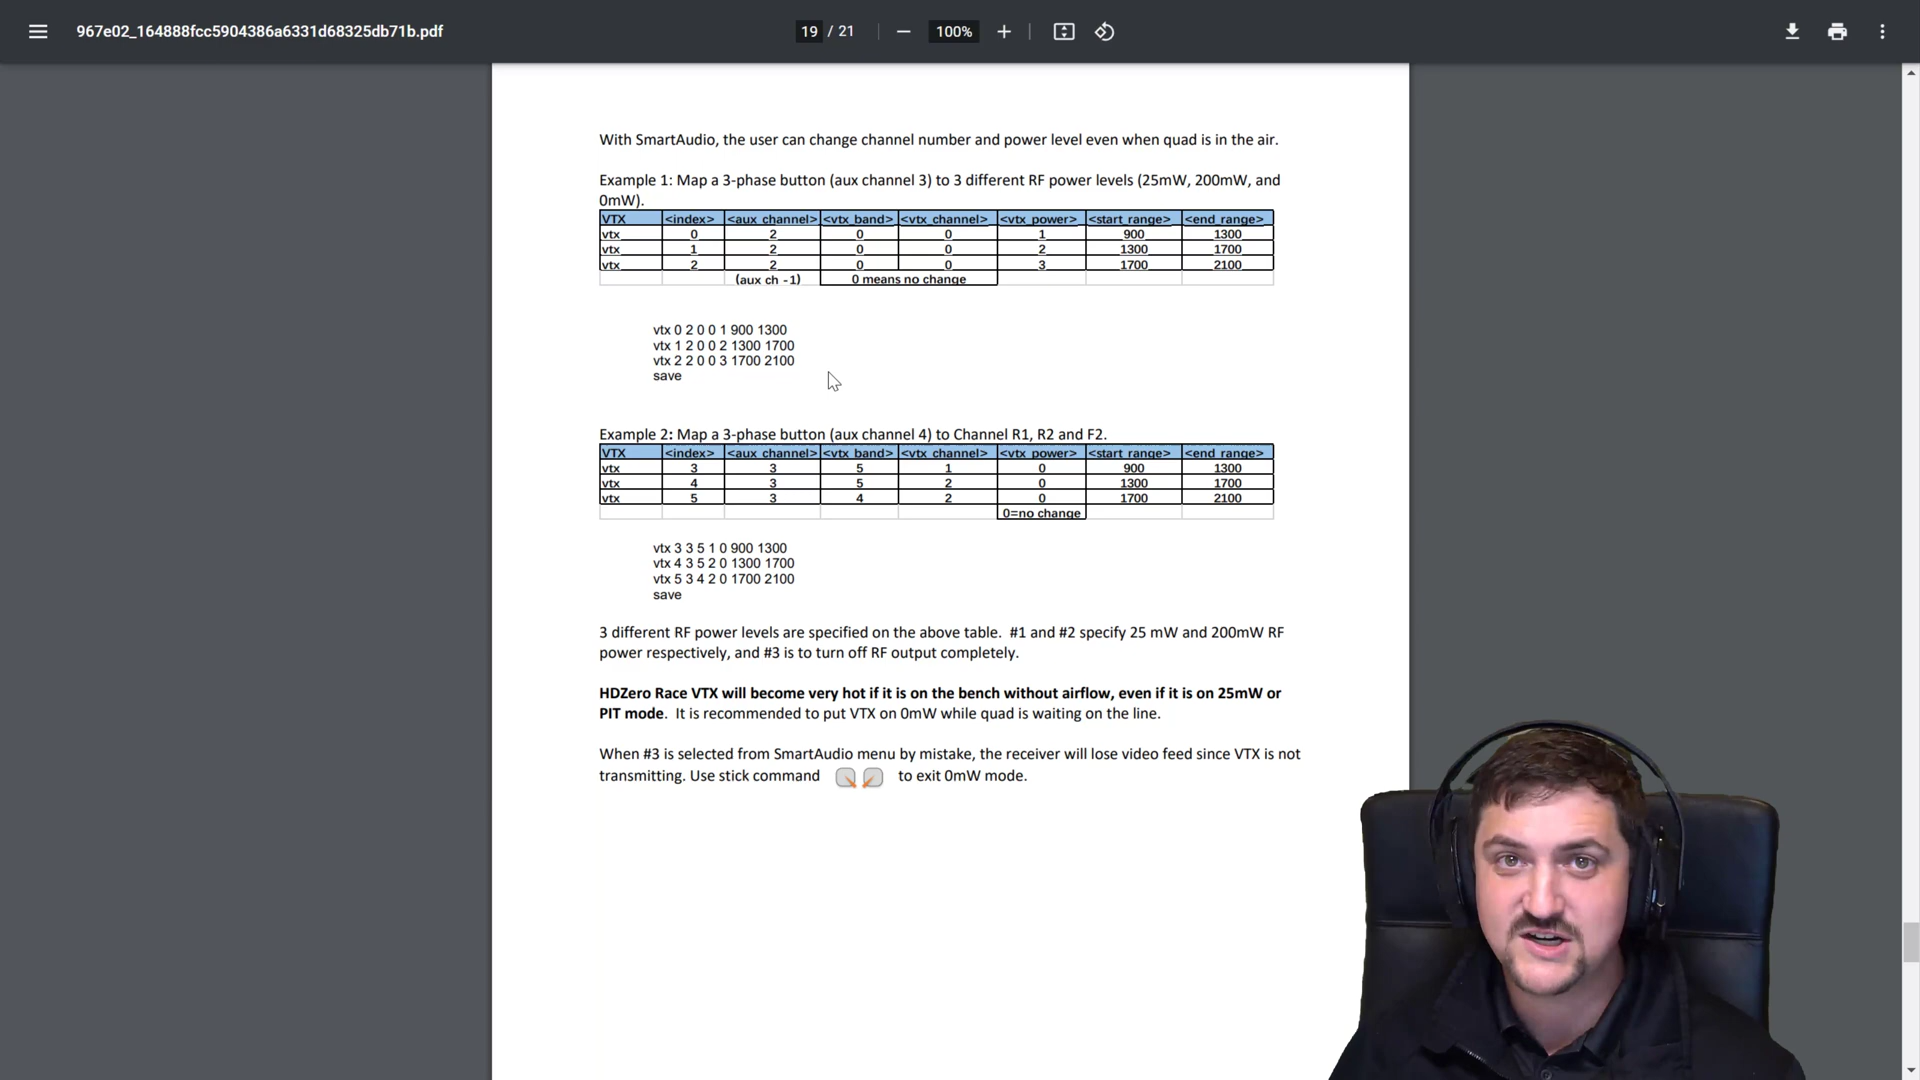 967e02_164888fcc5904386a6331d68325db71b.pdf
19 / 21
100%
With SmartAudio, the user can change channel number and power level even when quad is in the air.
Example 1: Map a 3-phase button (aux channel 3) to 3 different RF power levels (25mW, 200mW, and
0mW).
VTX <index> <aux_channel> <vtx_band> <vtx_channel> <vtx_power> <start_range> <end_range>
vtx 0 2 0 0 1 900 1300
vtx 1 2 0 0 2 1300 1700
vtx 2 2 0 0 3 1700 2100
(aux ch -1) 0 means no change
vtx 0 2 0 0 1 900 1300
vtx 1 2 0 0 2 1300 1700
vtx 2 2 0 0 3 1700 2100
save
Example 2: Map a 3-phase button (aux channel 4) to Channel R1, R2 and F2.
VTX <index> <aux_channel> <vtx_band> <vtx_channel> <vtx_power> <start_range> <end_range>
vtx 3 3 5 1 0 900 1300
vtx 4 3 5 2 0 1300 1700
vtx 5 3 4 2 0 1700 2100
0=no change
vtx 3 3 5 1 0 900 1300
vtx 4 3 5 2 0 1300 1700
vtx 5 3 4 2 0 1700 2100
save
3 different RF power levels are specified on the above table. #1 and #2 specify 25 mW and 200mW RF
power respectively, and #3 is to turn off RF output completely.
HDZero Race VTX will become very hot if it is on the bench without airflow, even if it is on 25mW or
PIT mode. It is recommended to put VTX on 0mW while quad is waiting on the line.
When #3 is selected from SmartAudio menu by mistake, the receiver will lose video feed since VTX is not
transmitting. Use stick command to exit 0mW mode.